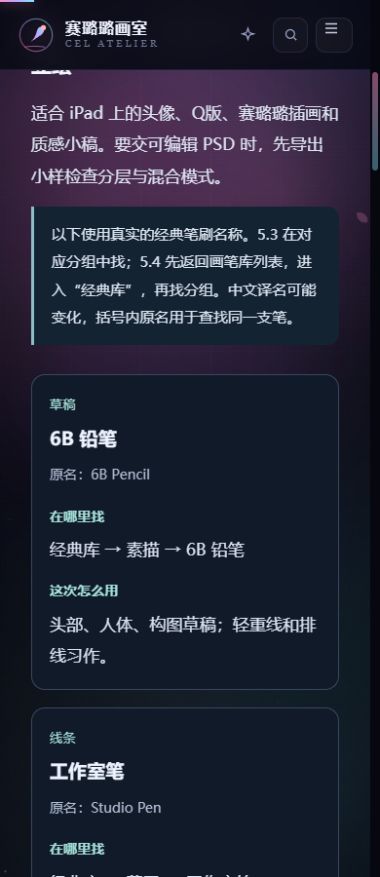 赛璐璐画室
CEL ATELIER
适合 iPad 上的头像、Q版、赛璐璐插画和
质感小稿。要交可编辑 PSD 时，先导出
小样检查分层与混合模式。
以下使用真实的经典笔刷名称。5.3 在对
应分组中找；5.4 先返回画笔库列表，进
入“经典库”，再找分组。中文译名可能
变化，括号内原名用于查找同一支笔。
草稿
6B 铅笔
原名：6B Pencil
在哪里找
经典库 → 素描 → 6B 铅笔
这次怎么用
头部、人体、构图草稿；轻重线和排
线习作。
线条
工作室笔
原名：Studio Pen
在哪里找